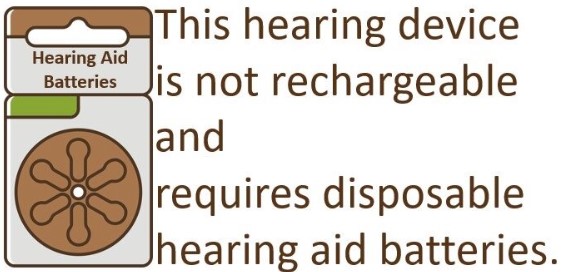 Hearing Aid
Batteries
This hearing device
is not rechargeable
and
requires disposable
hearing aid batteries.